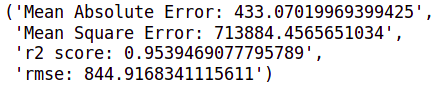 ('Mean Absolute Error: 433.07019969399425',
'Mean Square Error: 713884.4565651034',
'r2 score: 0.9539469077795789',
'rmse: 844.9168341115611')